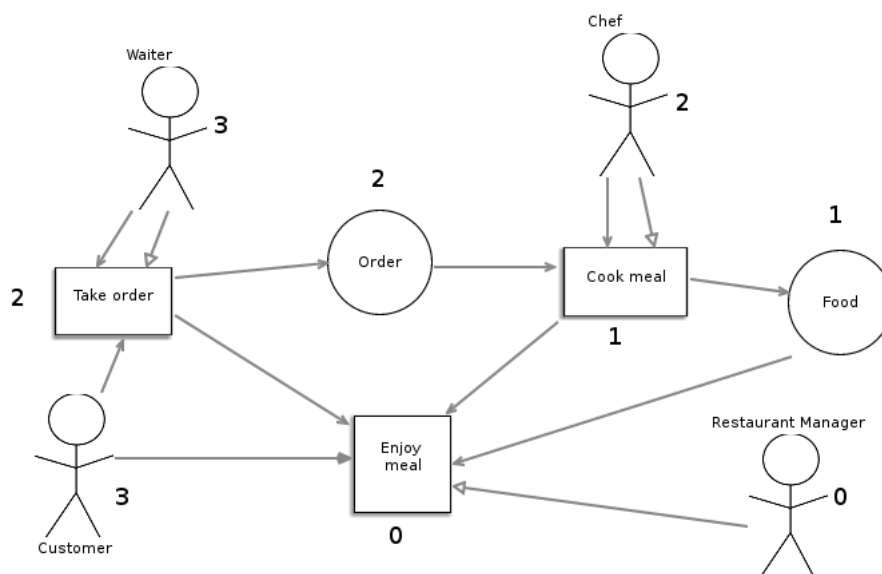 Chef
Waiter
2
3
2
1
Order
Cook meal
Take order
Food
2
1
Restaurant Manager
Enjoy
meal
0
3
0
Customer